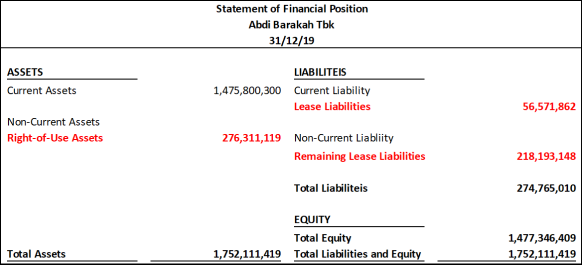 Statement of Financial Position
Abdi Barakah Tbk
31/12/19
ASSETS LIABILITEIS
Current Assets 1,475,800,300 Current Liability
Lease Liabilities 56,571,862
Non-Current Assets
Right-of-Use Assets 276,311,119 Non-Current Liabliity
Remaining Lease Liabilities 218,193,148
Total Liabiliteis 274,765,010
EQUITY
Total Equity 1,477,346,409
Total Assets 1,752,111,419 Total Liabilities and Equity 1,752,111,419